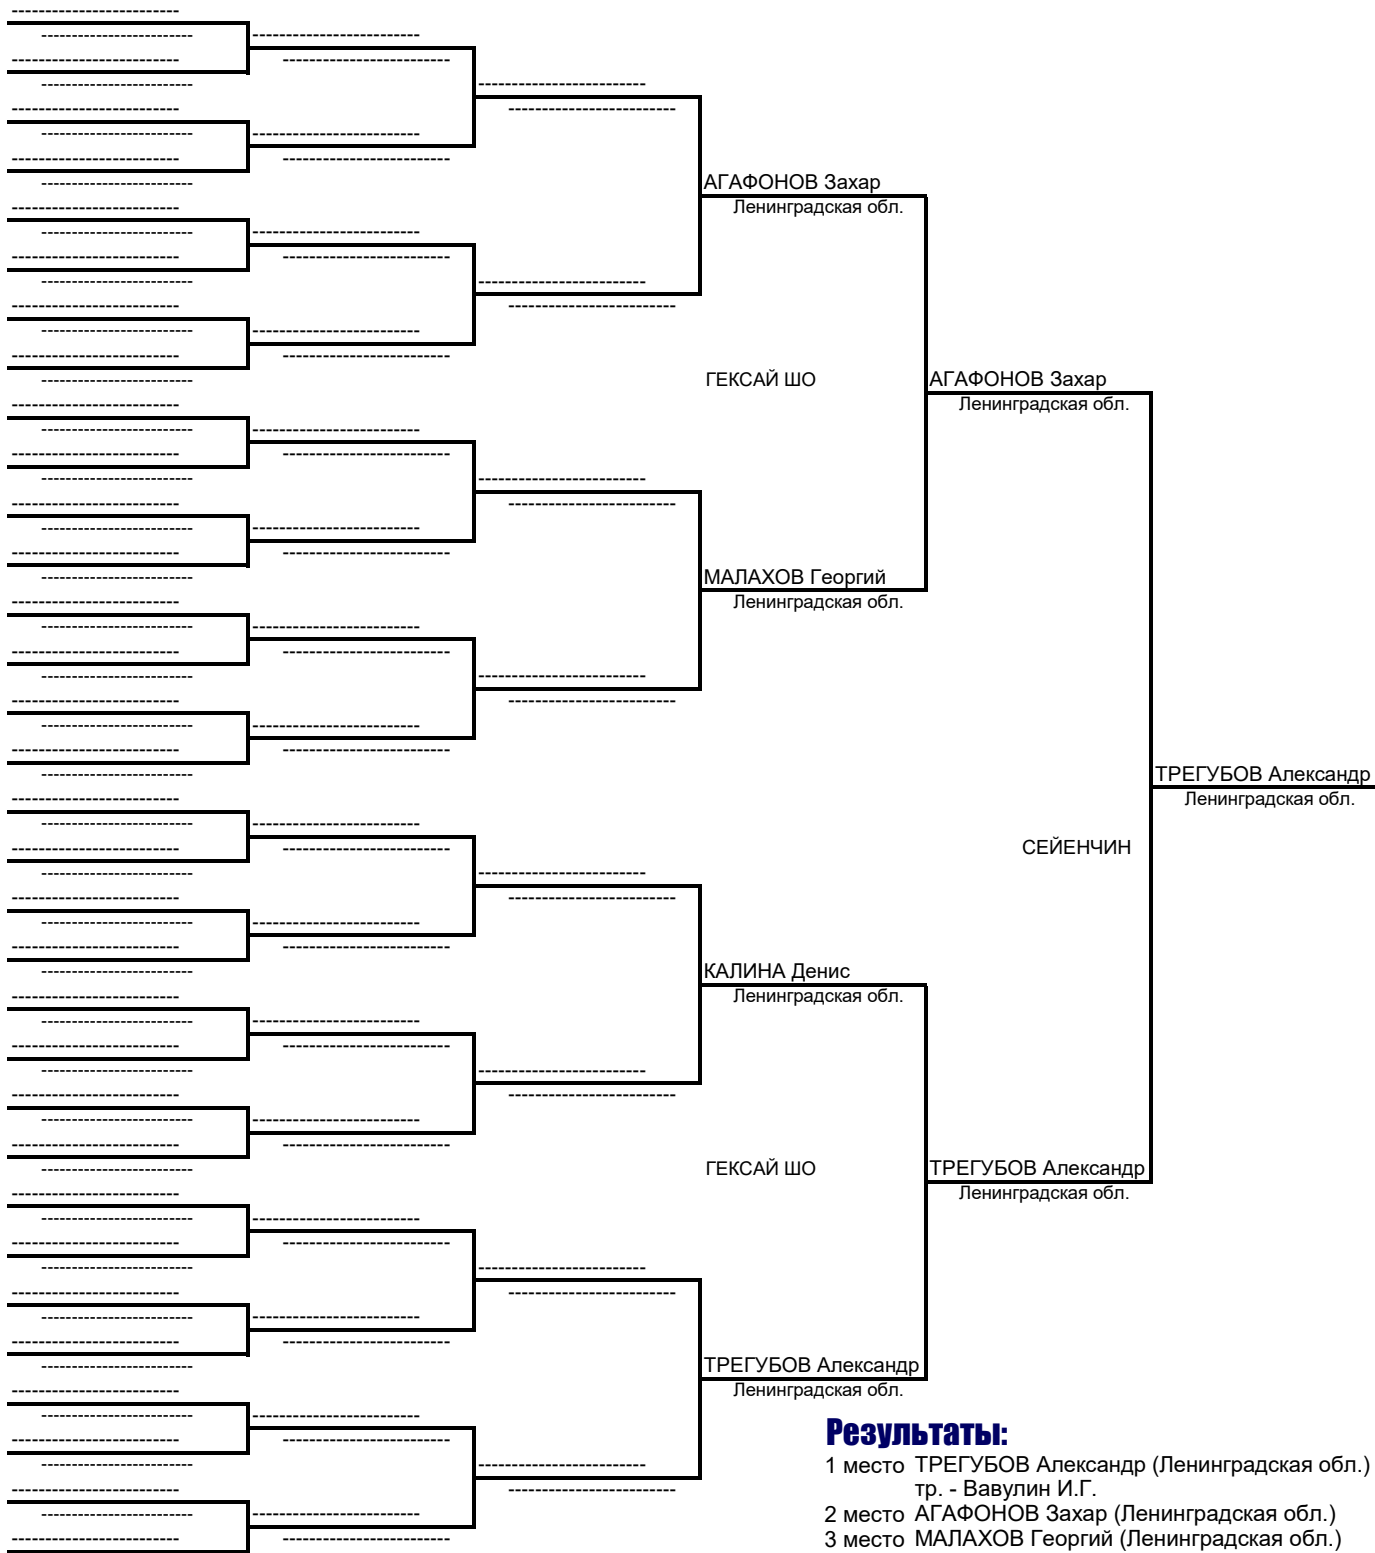 АГАФОНОВ Захар
Ленинградская обл.
ГЕКСАЙ ШО
АГАФОНОВ Захар
Ленинградская обл.
МАЛАХОВ Георгий
Ленинградская обл.
ТРЕГУБОВ Александр
Ленинградская обл.
СЕЙЕНЧИН
КАЛИНА Денис
Ленинградская обл.
ГЕКСАЙ ШО
ТРЕГУБОВ Александр
Ленинградская обл.
ТРЕГУБОВ Александр
Ленинградская обл.
Результаты:
1 место ТРЕГУБОВ Александр (Ленинградская обл.)
тр. - Вавулин И.Г.
2 место АГАФОНОВ Захар (Ленинградская обл.)
3 место МАЛАХОВ Георгий (Ленинградская обл.)